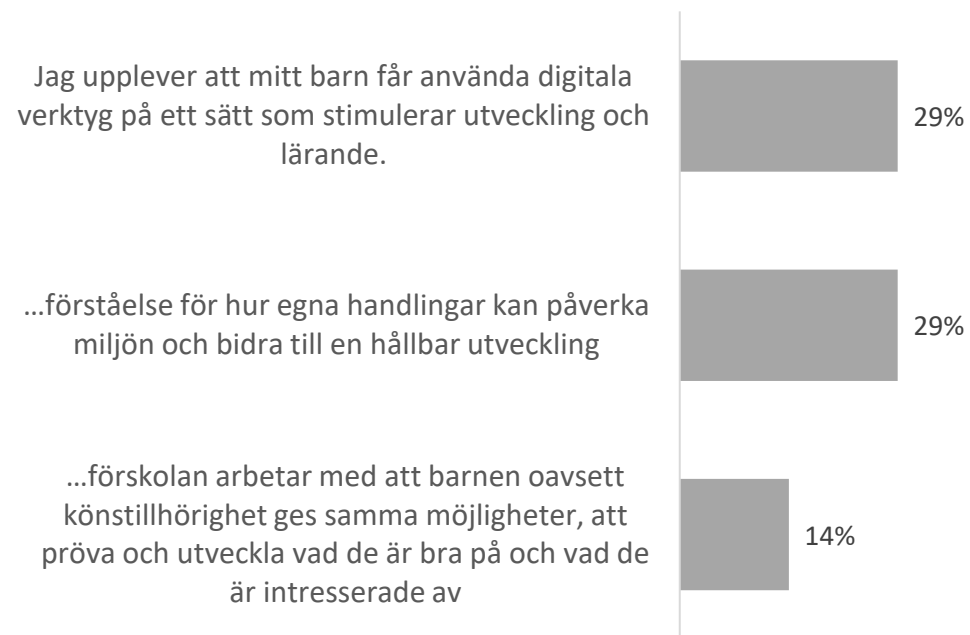 Jag upplever att mitt barn får använda digitala
verktyg på ett sätt som stimulerar utveckling och
lärande.
29%
…förståelse för hur egna handlingar kan påverka
miljön och bidra till en hållbar utveckling
29%
…förskolan arbetar med att barnen oavsett
könstillhörighet ges samma möjligheter, att
pröva och utveckla vad de är bra på och vad de
är intresserade av
14%